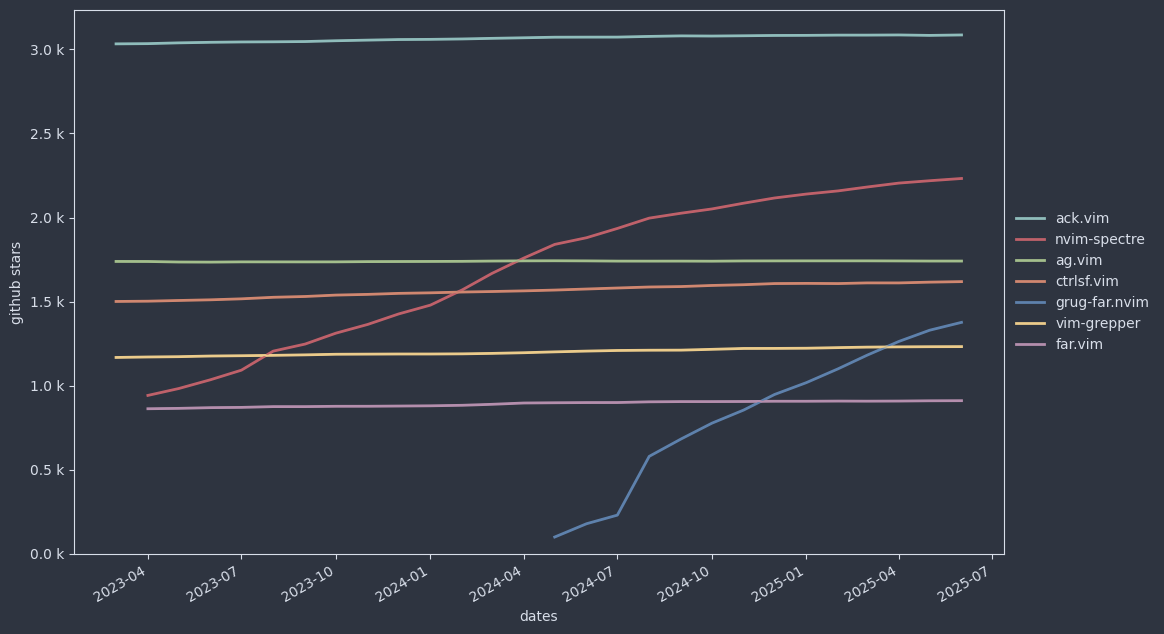 3.0 k
2.5 k
2.0 k
1.5 k
1.0 k
0.5 k
0.0 k
github stars
2023-04
2023-07
2023-10
2024-01
2024-04
2024-07
2024-10
2025-01
2025-04
2025-07
dates
ack.vim
nvim-spectre
ag.vim
ctrlsf.vim
grug-far.nvim
vim-grepper
far.vim